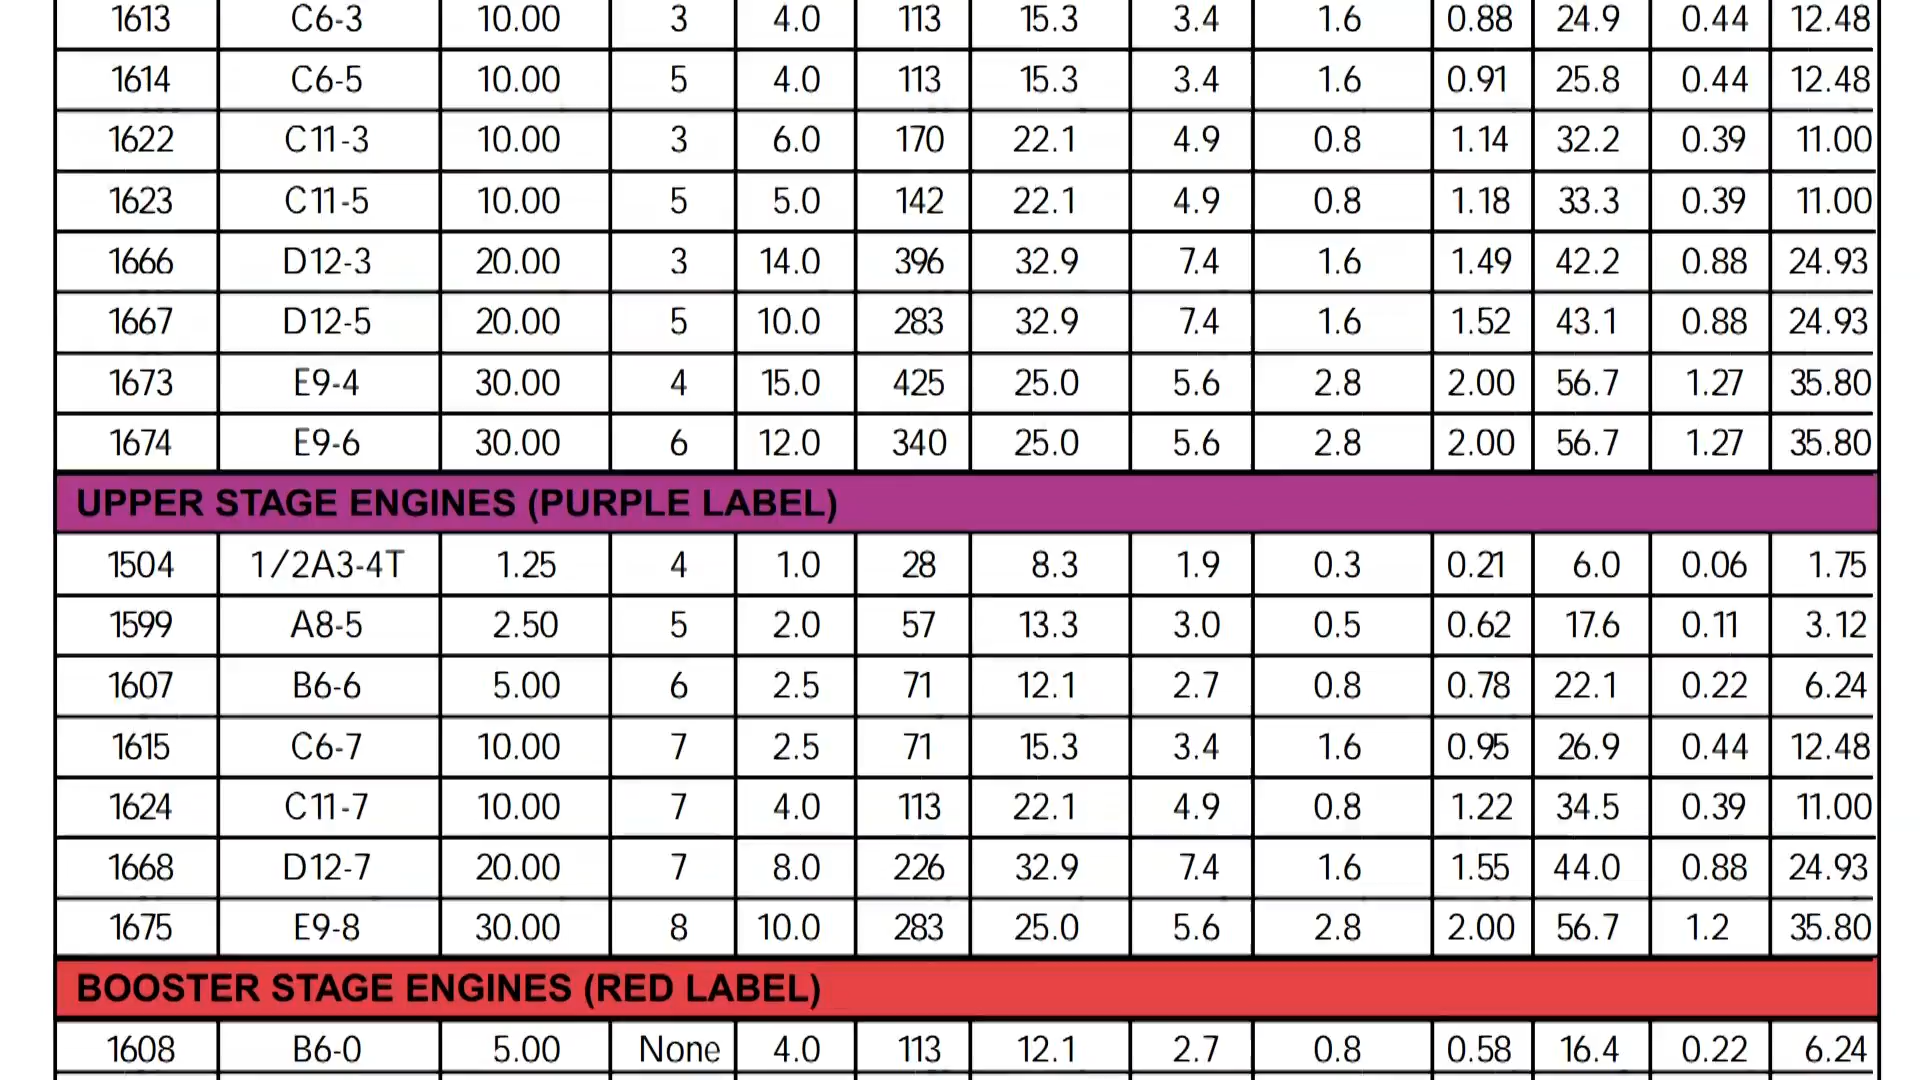 1613 C6-3 10.00 3 4.0 113 15.3 3.4 1.6 0.88 24.9 0.44 12.48
1614 C6-5 10.00 5 4.0 113 15.3 3.4 1.6 0.91 25.8 0.44 12.48
1622 C11-3 10.00 3 6.0 170 22.1 4.9 0.8 1.14 32.2 0.39 11.00
1623 C11-5 10.00 5 5.0 142 22.1 4.9 0.8 1.18 33.3 0.39 11.00
1666 D12-3 20.00 3 14.0 396 32.9 7.4 1.6 1.49 42.2 0.88 24.93
1667 D12-5 20.00 5 10.0 283 32.9 7.4 1.6 1.52 43.1 0.88 24.93
1673 E9-4 30.00 4 15.0 425 25.0 5.6 2.8 2.00 56.7 1.27 35.80
1674 E9-6 30.00 6 12.0 340 25.0 5.6 2.8 2.00 56.7 1.27 35.80
UPPER STAGE ENGINES (PURPLE LABEL)
1504 1/2A3-4T 1.25 4 1.0 28 8.3 1.9 0.3 0.21 6.0 0.06 1.75
1599 A8-5 2.50 5 2.0 57 13.3 3.0 0.5 0.62 17.6 0.11 3.12
1607 B6-6 5.00 6 2.5 71 12.1 2.7 0.8 0.78 22.1 0.22 6.24
1615 C6-7 10.00 7 2.5 71 15.3 3.4 1.6 0.95 26.9 0.44 12.48
1624 C11-7 10.00 7 4.0 113 22.1 4.9 0.8 1.22 34.5 0.39 11.00
1668 D12-7 20.00 7 8.0 226 32.9 7.4 1.6 1.55 44.0 0.88 24.93
1675 E9-8 30.00 8 10.0 283 25.0 5.6 2.8 2.00 56.7 1.2 35.80
BOOSTER STAGE ENGINES (RED LABEL)
1608 B6-0 5.00 None 4.0 113 12.1 2.7 0.8 0.58 16.4 0.22 6.24